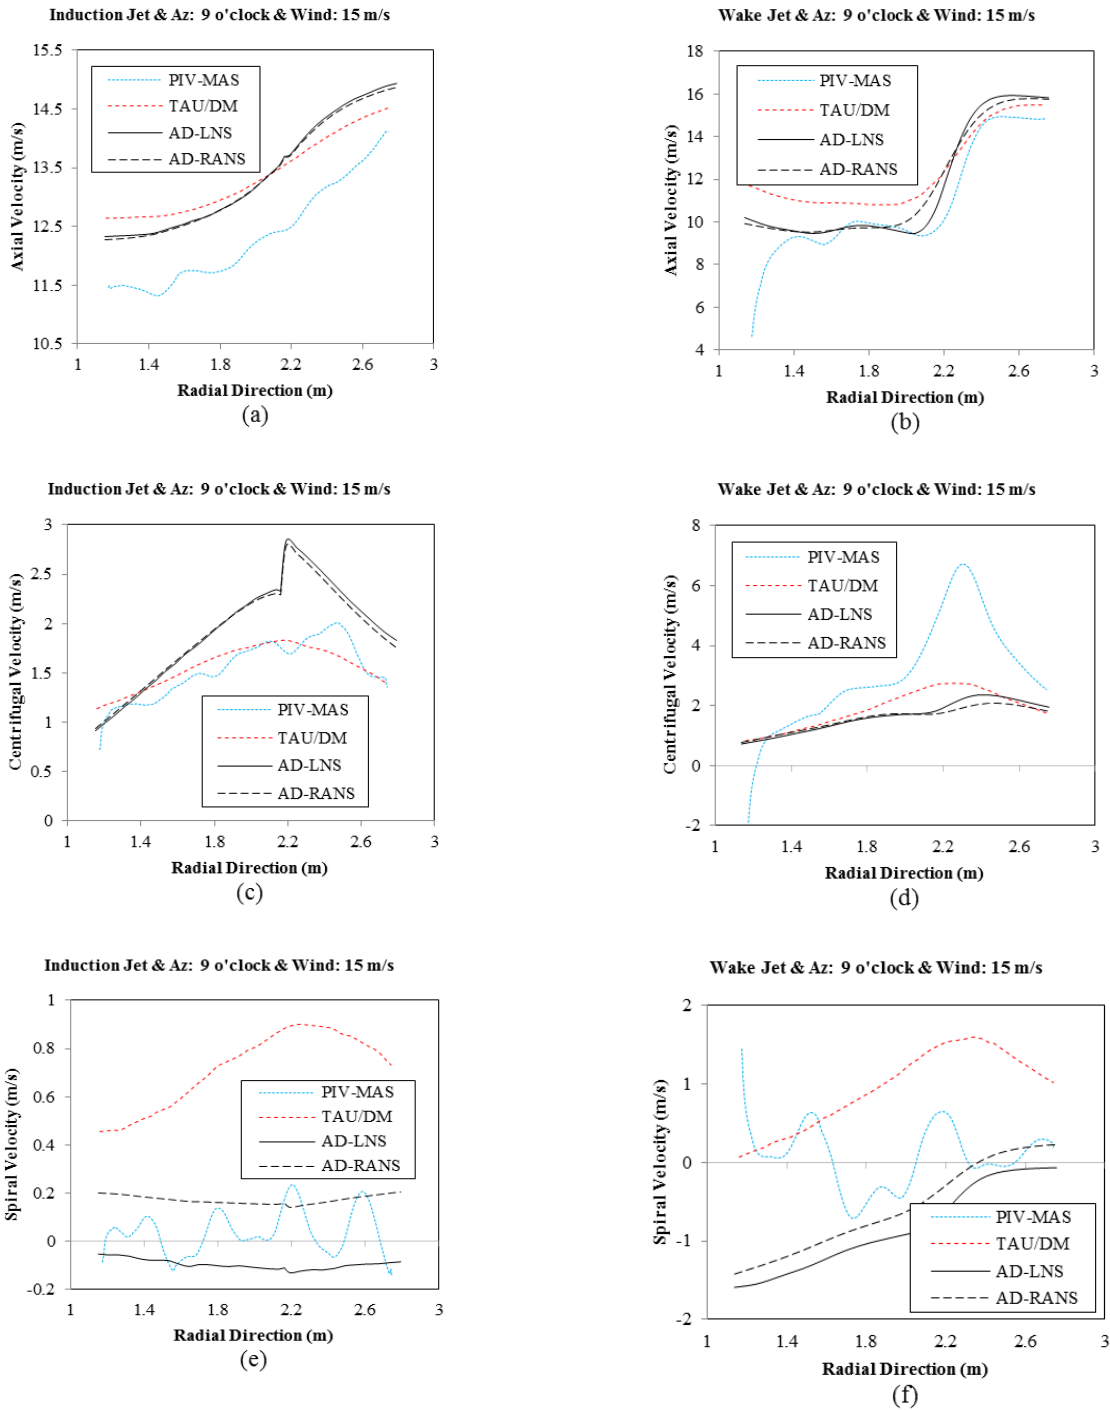 Induction Jet & Az: 9 o'clock & Wind: 15 m/s
15.5
14.5
13.5
12.5
11.5
10.5
Axial Velocity (m/s)
PIV-MAS
TAU/DM
AD-LNS
AD-RANS
1 1.4 1.8 2.2 2.6 3
Radial Direction (m)
(a)
Wake Jet & Az: 9 o'clock & Wind: 15 m/s
18
16
14
12
10
8
6
4
Axial Velocity (m/s)
PIV-MAS
TAU/DM
AD-LNS
AD-RANS
1 1.4 1.8 2.2 2.6 3
Radial Direction (m)
(b)
Induction Jet & Az: 9 o'clock & Wind: 15 m/s
3
2.5
2
1.5
1
0.5
0
Centrifugal Velocity (m/s)
PIV-MAS
TAU/DM
AD-LNS
AD-RANS
1 1.4 1.8 2.2 2.6 3
Radial Direction (m)
(c)
Wake Jet & Az: 9 o'clock & Wind: 15 m/s
8
6
4
2
0
-2
Centrifugal Velocity (m/s)
PIV-MAS
TAU/DM
AD-LNS
AD-RANS
1 1.4 1.8 2.2 2.6 3
Radial Direction (m)
(d)
Induction Jet & Az: 9 o'clock & Wind: 15 m/s
1
0.8
0.6
0.4
0.2
0
-0.2
Spiral Velocity (m/s)
PIV-MAS
TAU/DM
AD-LNS
AD-RANS
1 1.4 1.8 2.2 2.6 3
Radial Direction (m)
(e)
Wake Jet & Az: 9 o'clock & Wind: 15 m/s
2
1
0
-1
-2
Spiral Velocity (m/s)
PIV-MAS
TAU/DM
AD-LNS
AD-RANS
1 1.4 1.8 2.2 2.6 3
Radial Direction (m)
(f)